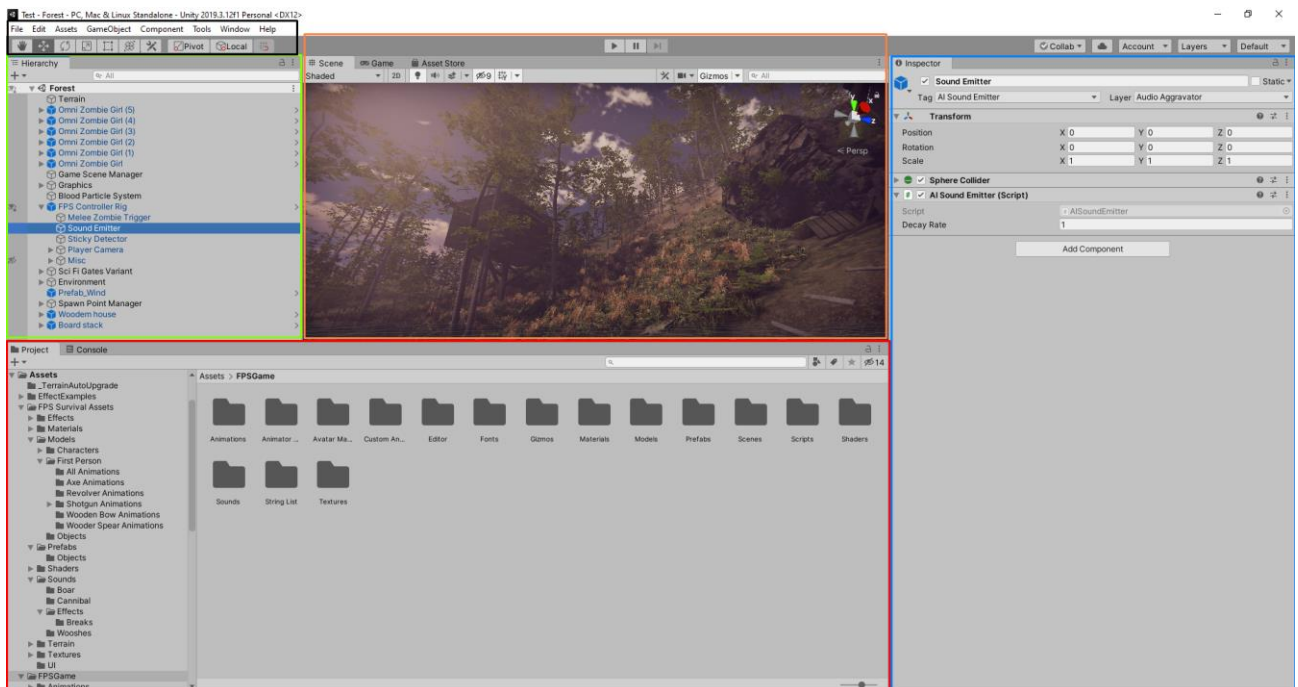 Test - Forest - PC, Mac & Linux Standalone - Unity 2019.3.12f1 Personal <DX12>
File Edit Assets GameObject Component Tools Window Help
Pivot Local Collab Account Layers Default
Hierarchy
All
Forest
Terrain
Omni Zombie Girl (5)
Omni Zombie Girl (4)
Omni Zombie Girl (3)
Omni Zombie Girl (2)
Omni Zombie Girl (1)
Omni Zombie Girl
Game Scene Manager
Graphics
Blood Particle System
FPS Controller Rig
Melee Zombie Trigger
Sound Emitter
Sticky Detector
Player Camera
Misc
Sci Fi Gates Variant
Environment
Prefab_Wind
Spawn Point Manager
Woodem house
Board stack
Scene Game Asset Store
Shaded 2D 9 Gizmos All
y x z
Persp
Inspector
Sound Emitter Static
Tag AI Sound Emitter Layer Audio Aggravator
Transform
Position X 0 Y 0 Z 0
Rotation X 0 Y 0 Z 0
Scale X 1 Y 1 Z 1
Sphere Collider
AI Sound Emitter (Script)
Script AISoundEmitter
Decay Rate 1
Add Component
Project Console
14
Assets
_TerrainAutoUpgrade
EffectExamples
FPS Survival Assets
Effects
Materials
Models
Characters
First Person
All Animations
Axe Animations
Revolver Animations
Shotgun Animations
Wooden Bow Animations
Wooder Spear Animations
Objects
Prefabs
Objects
Shaders
Sounds
Boar
Cannibal
Effects
Breaks
Wooshes
Terrain
Textures
UI
FPSGame
Animations
Assets > FPSGame
Animations Animator ... Avatar Ma... Custom An... Editor Fonts Gizmos Materials Models Prefabs Scenes Scripts Shaders
Sounds String List Textures